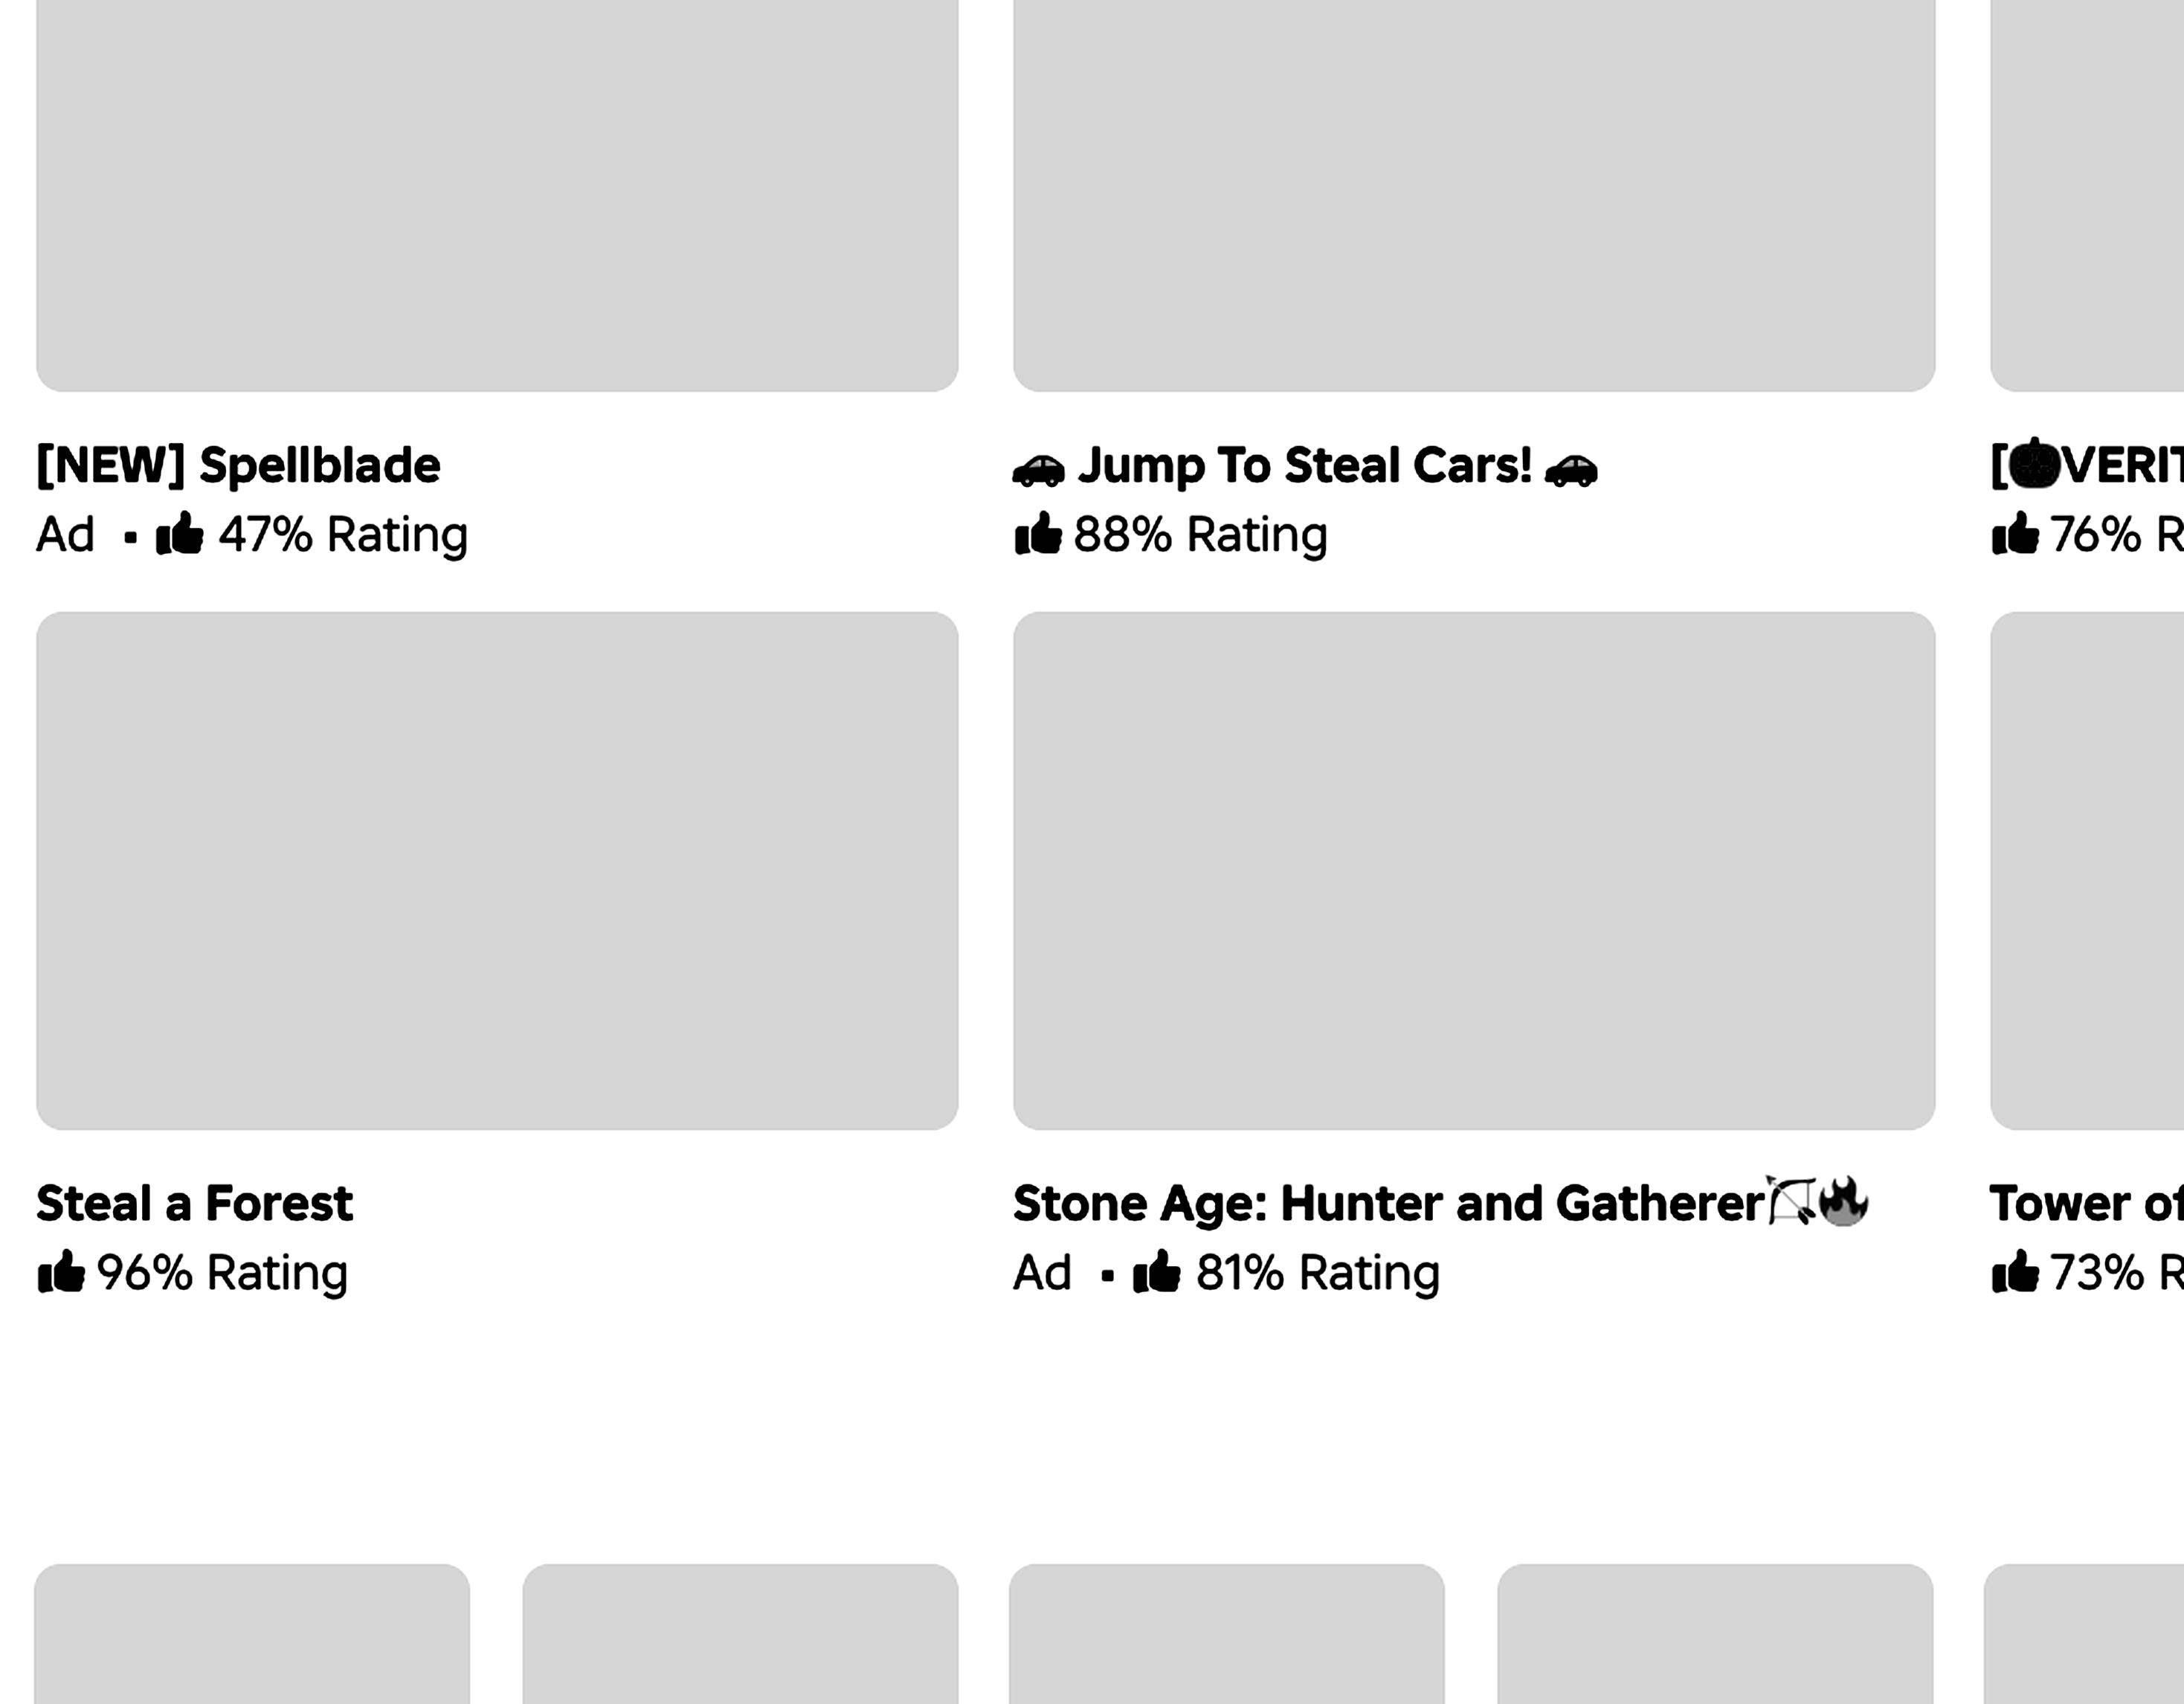 [NEW] Spellblade
Ad · 👍 47% Rating
🚗 Jump To Steal Cars! 🚗
👍 88% Rating
[🎃
👍 76%
Steal a Forest
👍 96% Rating
Stone Age: Hunter and Gatherer🏹🔥
Ad · 👍 81% Rating
Tower of
👍 73%